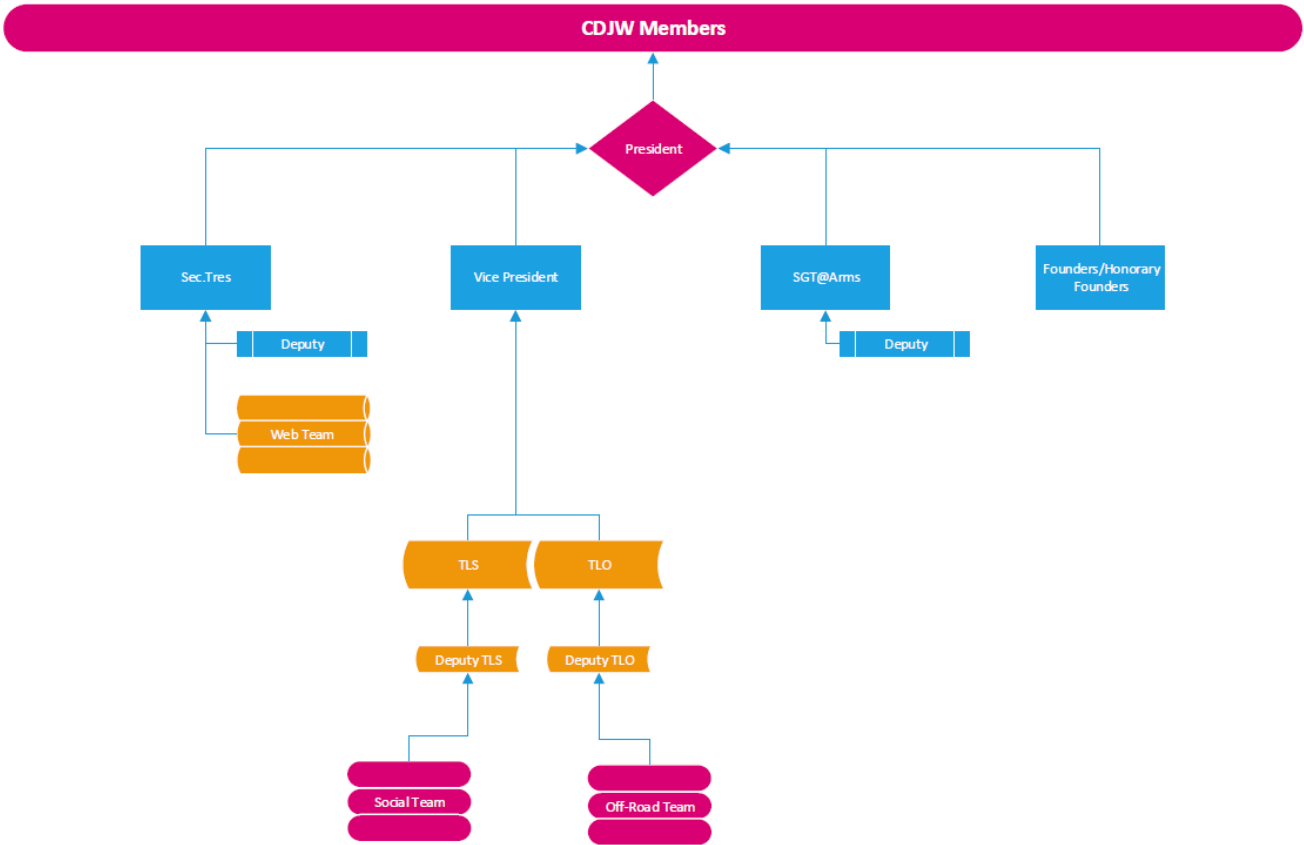 CDJW Members
President
Sec.Tres
Vice President
SGT@Arms
Founders/Honorary
Founders
Deputy
Deputy
Web Team
TLS
TLO
Deputy TLS
Deputy TLO
Social Team
Off-Road Team